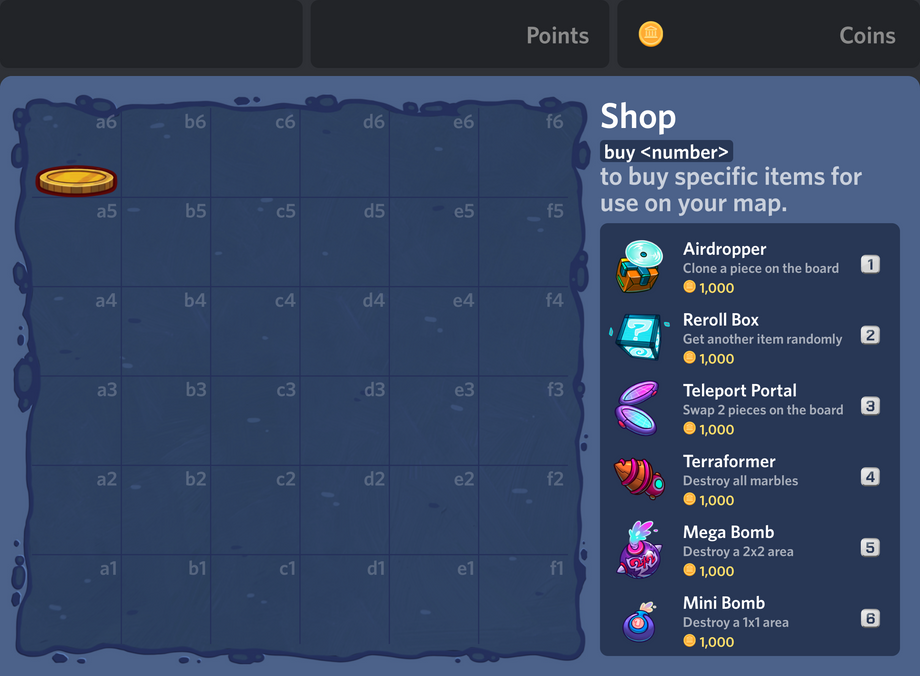 Points
Coins
a6 b6 c6 d6 e6 f6
a5 b5 c5 d5 e5 f5
a4 b4 c4 d4 e4 f4
a3 b3 c3 d3 e3 f3
a2 b2 c2 d2 e2 f2
a1 b1 c1 d1 e1 f1
Shop
buy <number>
to buy specific items for
use on your map.
Airdropper
Clone a piece on the board
1,000
1
Reroll Box
Get another item randomly
1,000
2
?
Teleport Portal
Swap 2 pieces on the board
1,000
3
Terraformer
Destroy all marbles
1,000
4
Mega Bomb
Destroy a 2x2 area
1,000
5
Mini Bomb
Destroy a 1x1 area
1,000
6